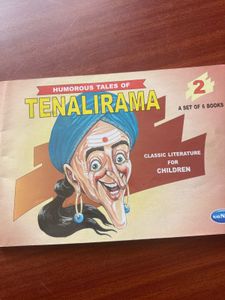 HUMOROUS TALES OF
TENALIRAMA
2
A SET OF 6 BOOKS
CLASSIC LITERATURE
FOR
CHILDREN